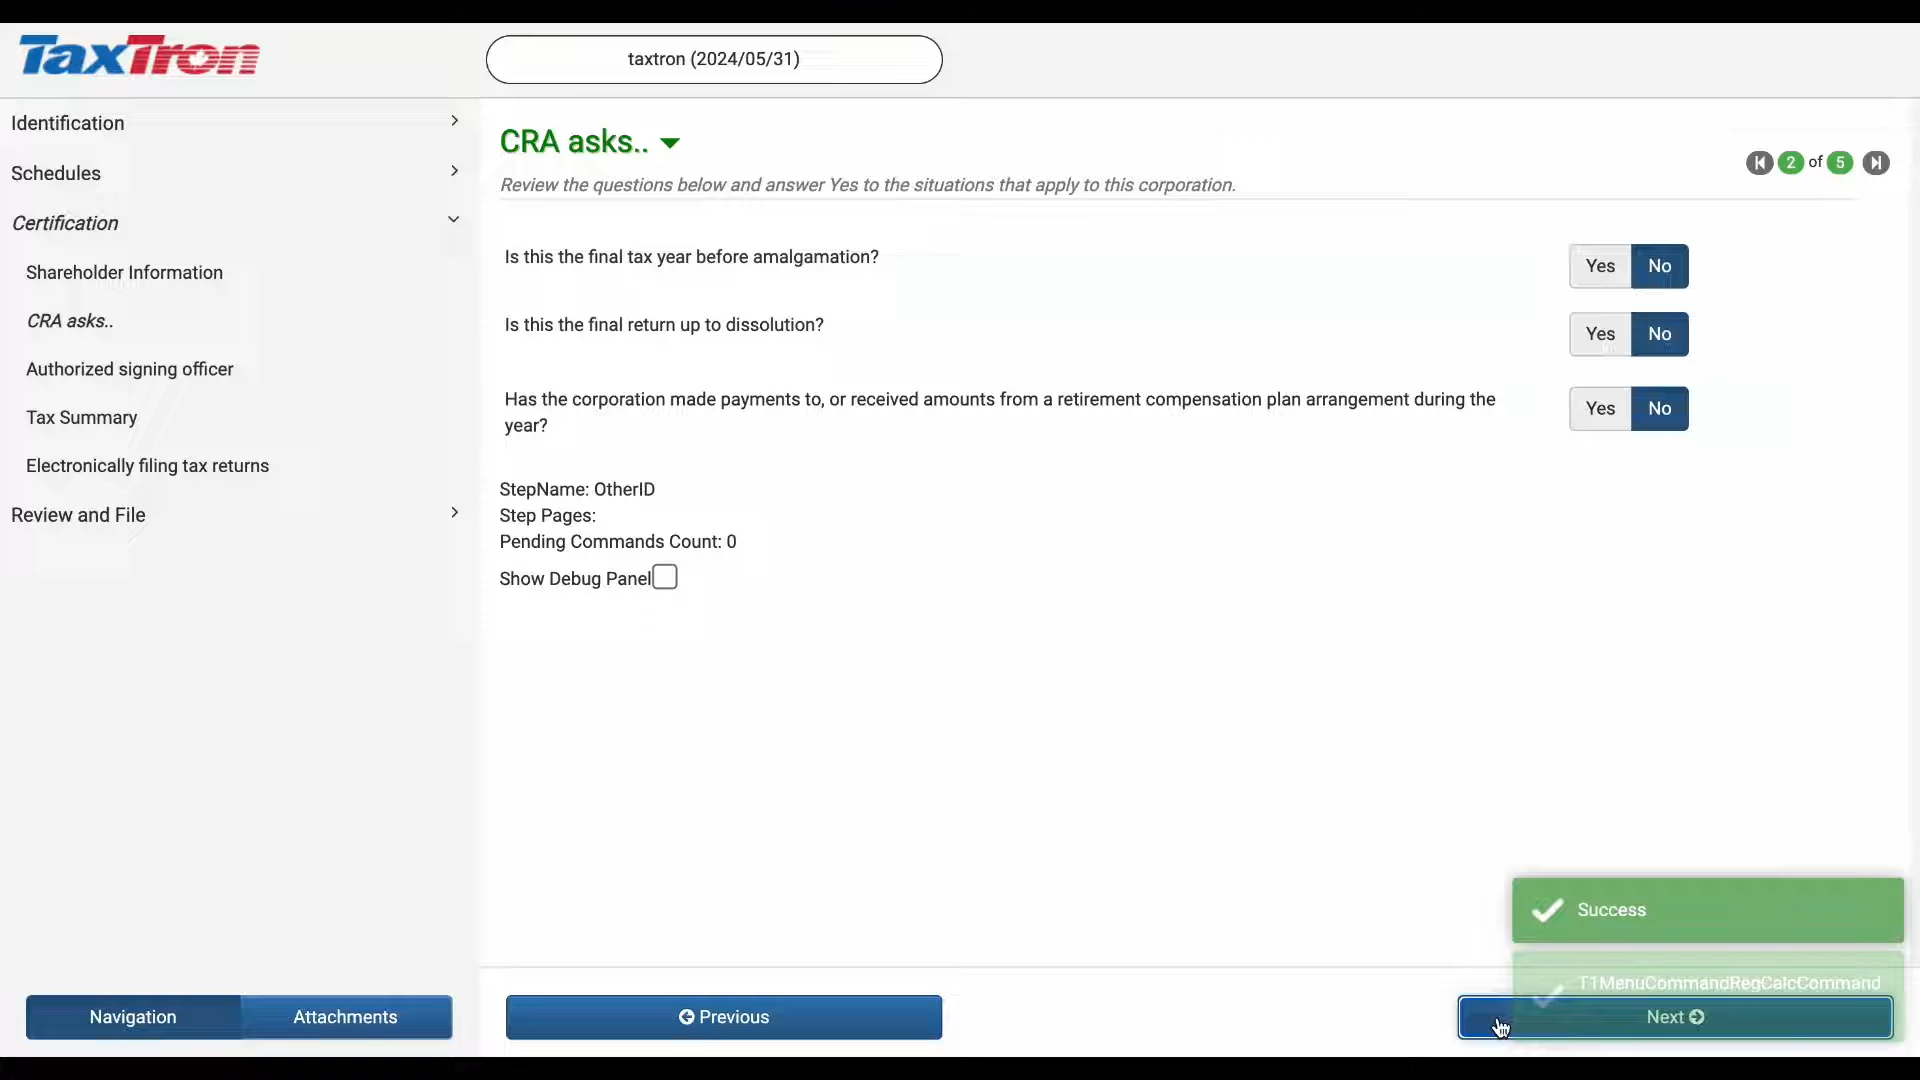 TaxTron
taxtron (2024/05/31)
Identification
Schedules
Certification
Shareholder Information
CRA asks..
Authorized signing officer
Tax Summary
Electronically filing tax returns
Review and File
CRA asks..
Review the questions below and answer Yes to the situations that apply to this corporation.
2 of 5
Is this the final tax year before amalgamation?
Yes No
Is this the final return up to dissolution?
Yes No
Has the corporation made payments to, or received amounts from a retirement compensation plan arrangement during the
year?
Yes No
StepName: OtherID
Step Pages:
Pending Commands Count: 0
Show Debug Panel
Success
T1MenuCommandRegCalcCommand
Navigation
Attachments
Previous
Next